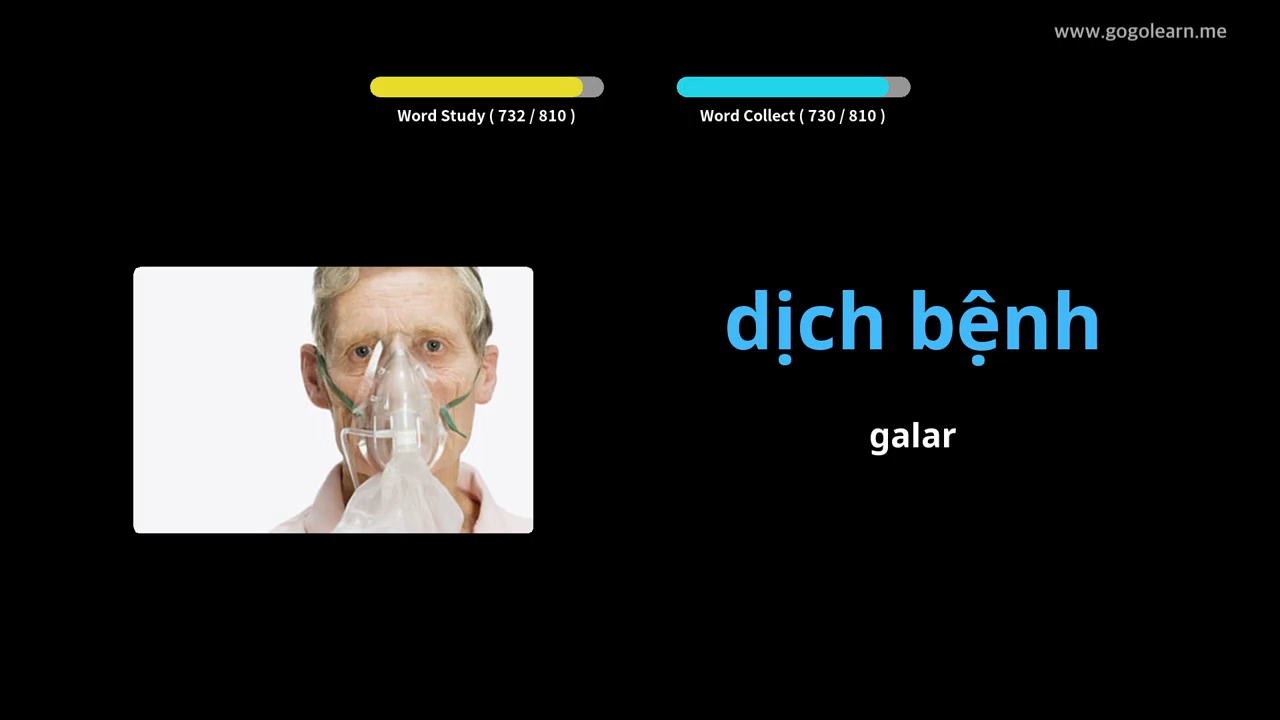 www.gogolearn.me
Word Study ( 732 / 810 )
Word Collect ( 730 / 810 )
dịch bệnh
galar